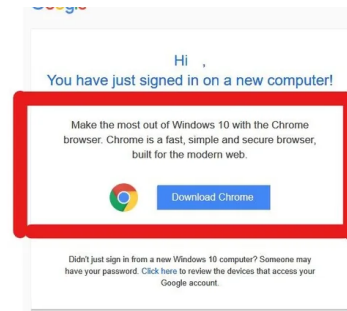 Google
Hi ,
You have just signed in on a new computer!
Make the most out of Windows 10 with the Chrome
browser. Chrome is a fast, simple and secure browser,
built for the modern web.
Download Chrome
Didn't just sign in from a new Windows 10 computer? Someone may
have your password. Click here to review the devices that access your
Google account.